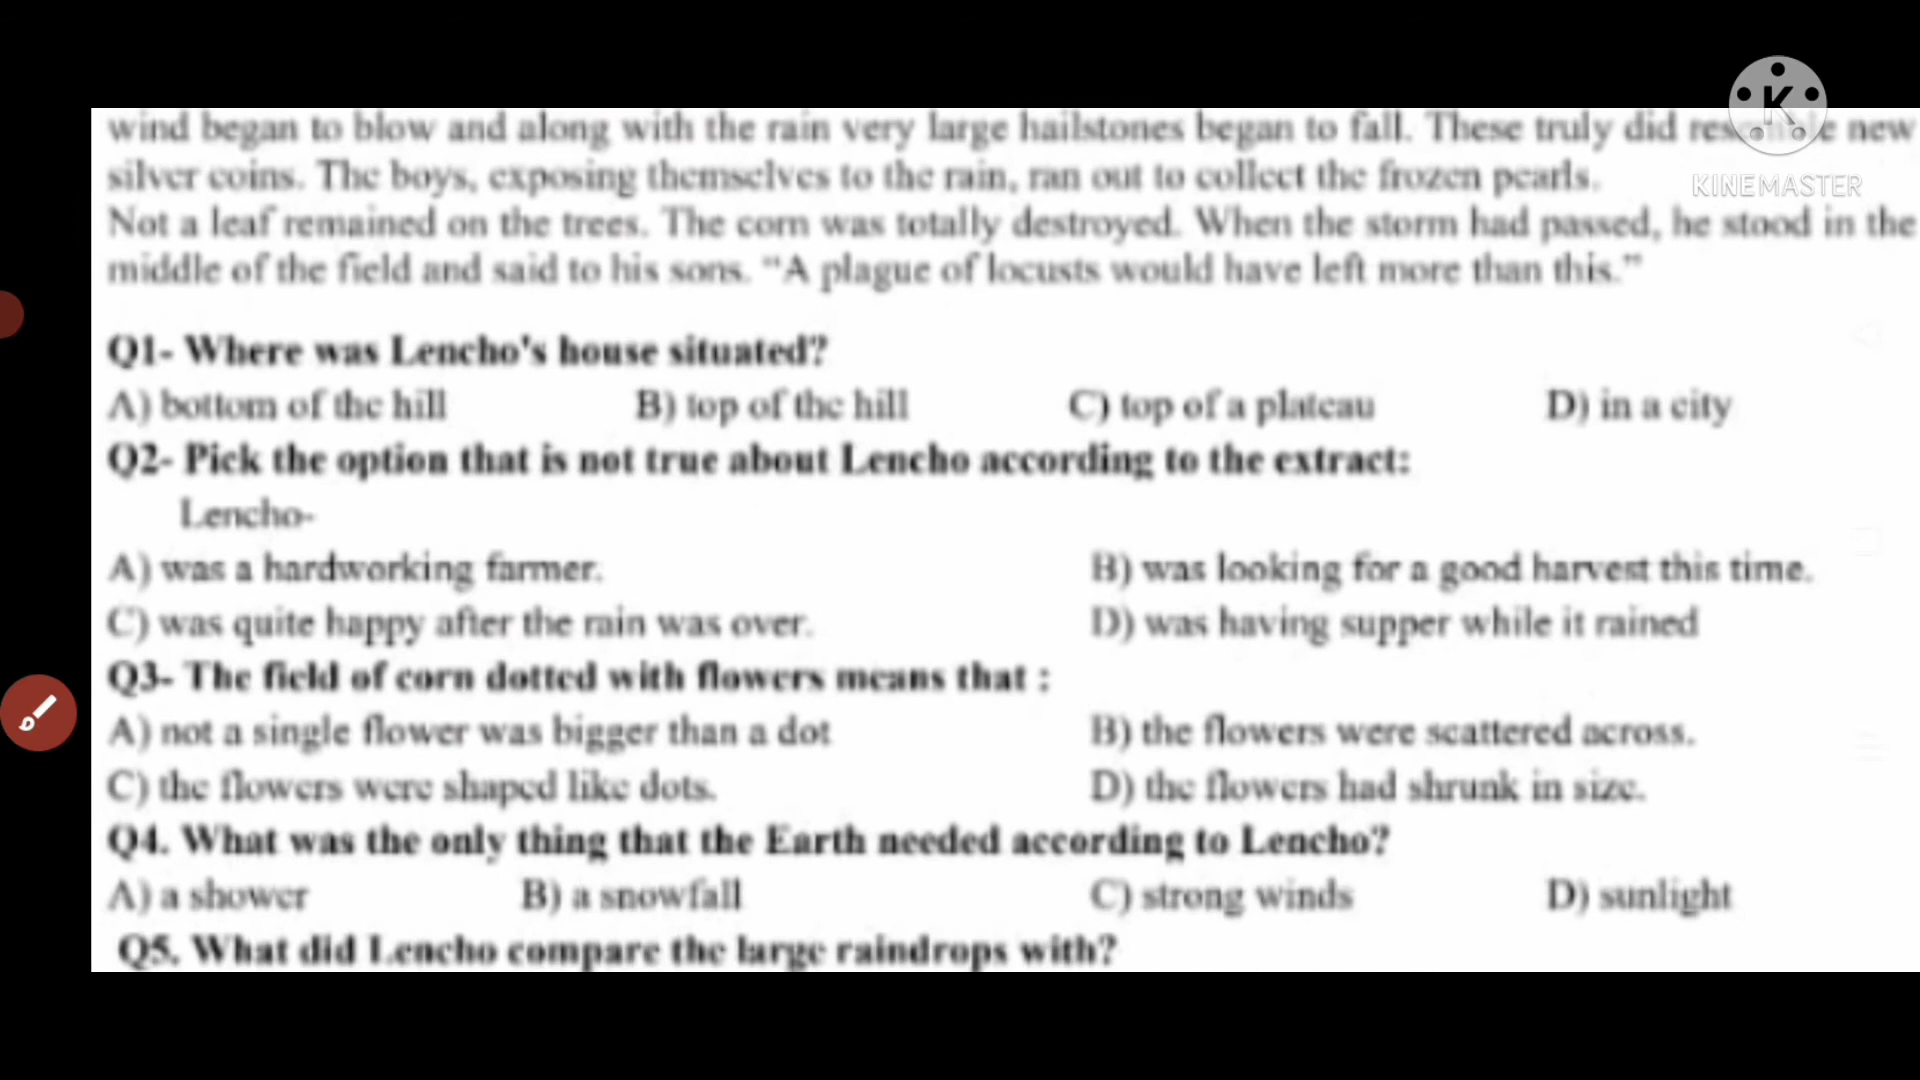 wind began to blow and along with the rain very large hailstones began to fall. These truly did resemble new
silver coins. The boys, exposing themselves to the rain, ran out to collect the frozen pearls.
KINEMASTER
Not a leaf remained on the trees. The corn was totally destroyed. When the storm had passed, he stood in the
middle of the field and said to his sons. “A plague of locusts would have left more than this.”
Q1- Where was Lencho's house situated?
A) bottom of the hill B) top of the hill C) top of a plateau D) in a city
Q2- Pick the option that is not true about Lencho according to the extract:
Lencho-
A) was a hardworking farmer. B) was looking for a good harvest this time.
C) was quite happy after the rain was over. D) was having supper while it rained
Q3- The field of corn dotted with flowers means that :
A) not a single flower was bigger than a dot B) the flowers were scattered across.
C) the flowers were shaped like dots. D) the flowers had shrunk in size.
Q4. What was the only thing that the Earth needed according to Lencho?
A) a shower B) a snowfall C) strong winds D) sunlight
Q5. What did Lencho compare the large raindrops with?